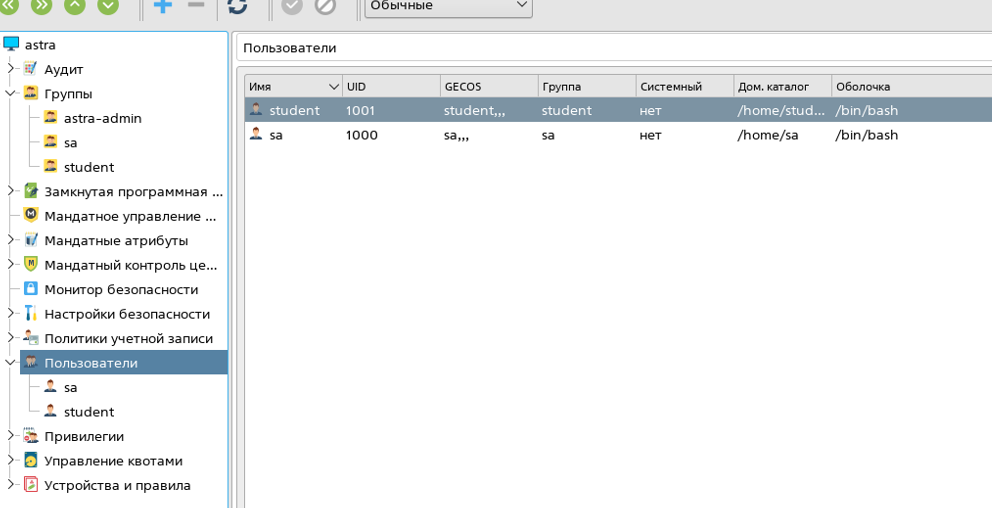 Обычные
astra
Аудит
Группы
astra-admin
sa
student
Замкнутая программная ...
Мандатное управление ...
Мандатные атрибуты
Мандатный контроль це...
Монитор безопасности
Настройки безопасности
Политики учетной записи
Пользователи
sa
student
Привилегии
Управление квотами
Устройства и правила
Пользователи
Имя UID GECOS Группа Системный Дом. каталог Оболочка
student 1001 student,,, student нет /home/stud... /bin/bash
sa 1000 sa,,, sa нет /home/sa /bin/bash